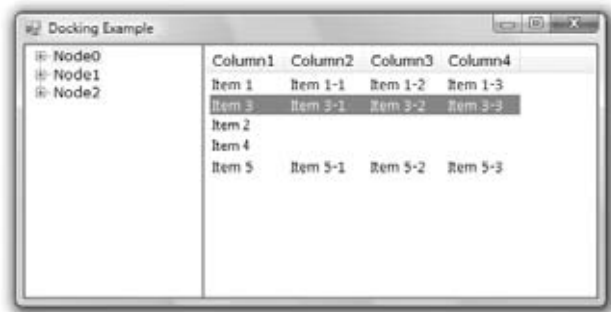 Docking Example
Node0
Node1
Node2
Column1 Column2 Column3 Column4
Item 1 Item 1-1 Item 1-2 Item 1-3
Item 3 Item 3-1 Item 3-2 Item 3-3
Item 2
Item 4
Item 5 Item 5-1 Item 5-2 Item 5-3